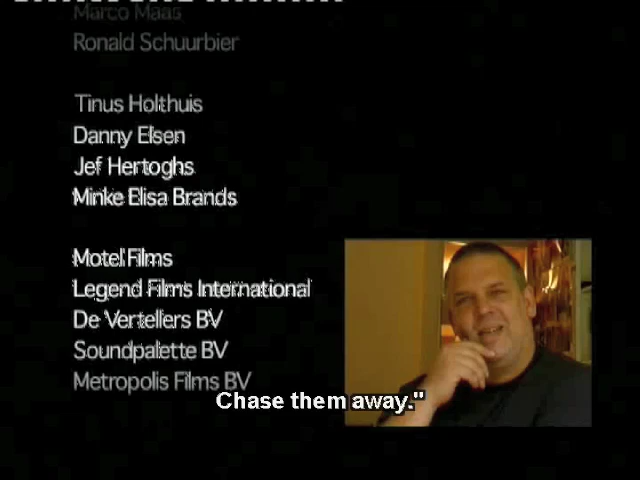 Marco Maas
Ronald Schuurbier
Tinus Holthuis
Danny Elsen
Jef Hertoghs
Minke Elisa Brands
Motel Films
Legend Films International
De Vertellers BV
Soundpalette BV
Metropolis Films BV
Chase them away."